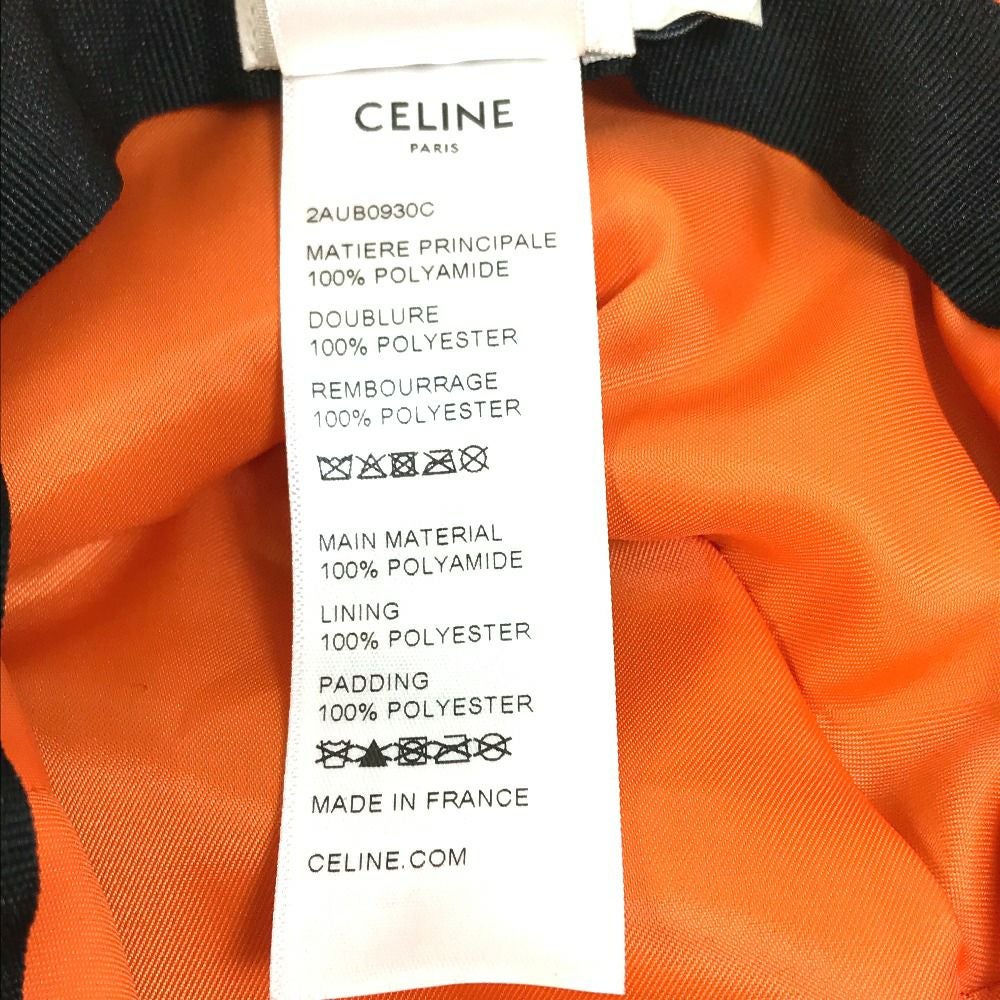 CELINE
PARIS
2AUB0930C
MATIERE PRINCIPALE
100% POLYAMIDE
DOUBLURE
100% POLYESTER
REMBOURRAGE
100% POLYESTER
MAIN MATERIAL
100% POLYAMIDE
LINING
100% POLYESTER
PADDING
100% POLYESTER
MADE IN FRANCE
CELINE.COM